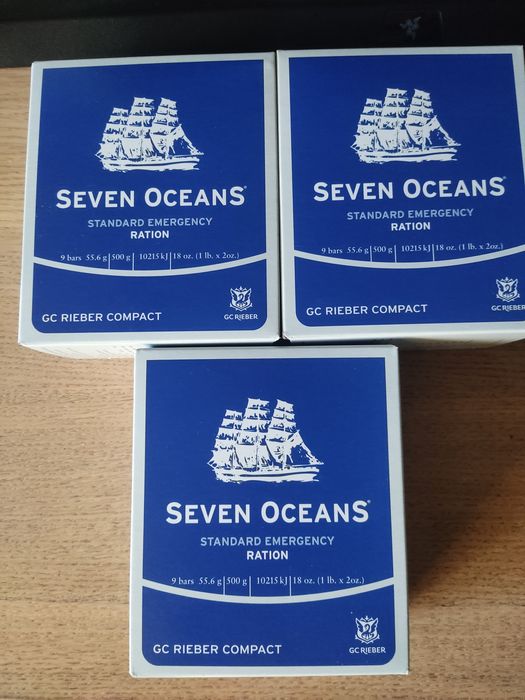 SEVEN OCEANS®
STANDARD EMERGENCY
RATION
9 bars 55.6 g | 500 g | 10215 kJ | 18 oz. (1 lb. x 2oz.)
GC RIEBER COMPACT
GC RIEBER
SEVEN OCEANS®
STANDARD EMERGENCY
RATION
9 bars 55.6 g | 500 g | 10215 kJ | 18 oz. (1 lb. x 2oz.)
GC RIEBER COMPACT
GC RIEBER
SEVEN OCEANS®
STANDARD EMERGENCY
RATION
9 bars 55.6 g | 500 g | 10215 kJ | 18 oz. (1 lb. x 2oz.)
GC RIEBER COMPACT
GC RIEBER